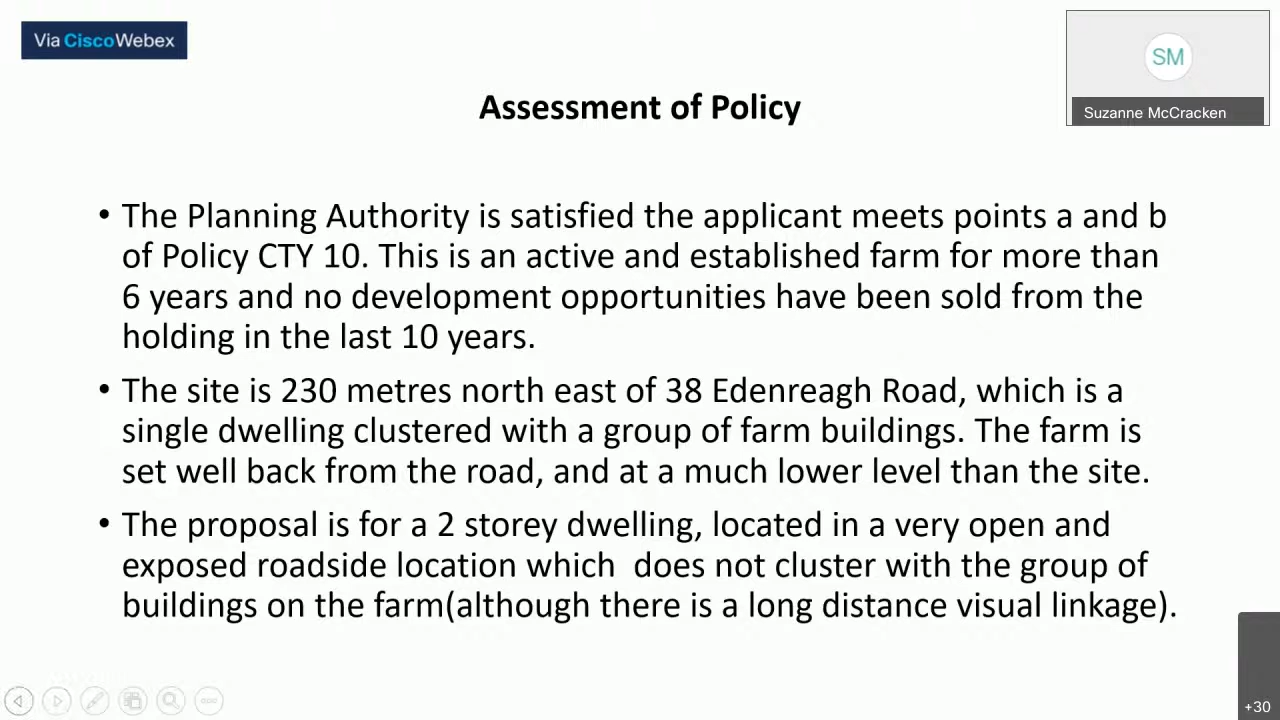 Via CiscoWebex
SM
Suzanne McCracken
Assessment of Policy
• The Planning Authority is satisfied the applicant meets points a and b
of Policy CTY 10. This is an active and established farm for more than
6 years and no development opportunities have been sold from the
holding in the last 10 years.
• The site is 230 metres north east of 38 Edenreagh Road, which is a
single dwelling clustered with a group of farm buildings. The farm is
set well back from the road, and at a much lower level than the site.
• The proposal is for a 2 storey dwelling, located in a very open and
exposed roadside location which  does not cluster with the group of
buildings on the farm(although there is a long distance visual linkage).
+30